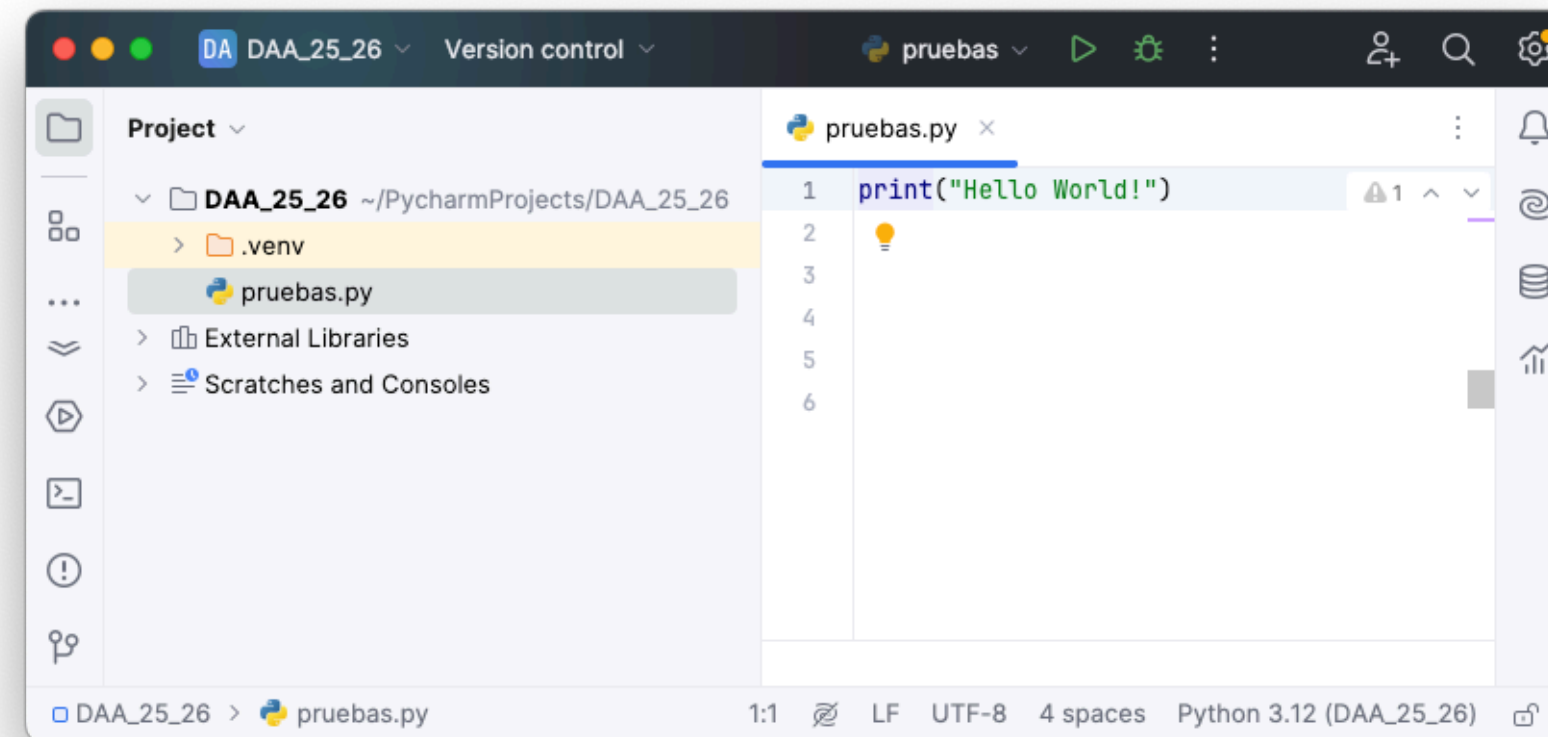 DA DAA_25_26 Version control pruebas
Project
pruebas.py
DAA_25_26 ~/PycharmProjects/DAA_25_26
.venv
pruebas.py
External Libraries
Scratches and Consoles
1 print("Hello World!") 1
2
3
4
5
6
DAA_25_26 > pruebas.py 1:1 LF UTF-8 4 spaces Python 3.12 (DAA_25_26)